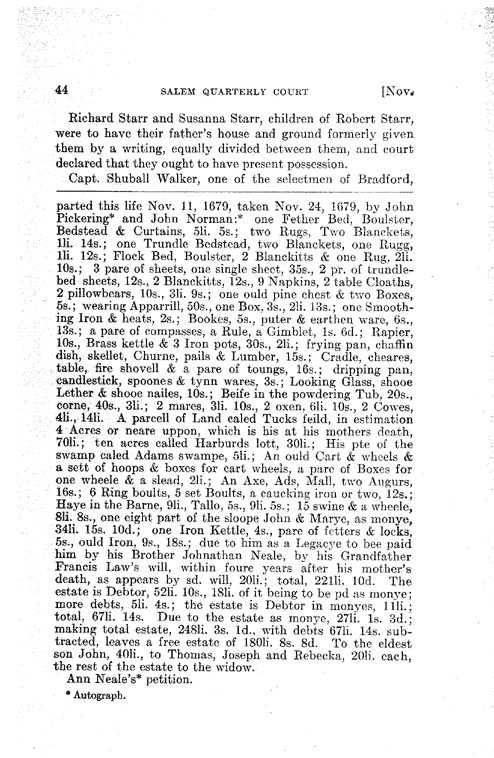 44 SALEM QUARTERLY COURT [Nov.
Richard Starr and Susanna Starr, children of Robert Starr,
were to have their father's house and ground formerly given
them by a writing, equally divided between them, and court
declared that they ought to have present possession.
Capt. Shuball Walker, one of the selectmen of Bradford,
parted this life Nov. 11, 1679, taken Nov. 24, 1679, by John
Pickering* and John Norman:* one Fether Bed, Boulster,
Bedstead & Curtains, 5li. 5s.; two Rugs, Two Blanckets,
1li. 14s.; one Trundle Bedstead, two Blankets, one Rugg,
1li. 12s.; Flock Bed, Boulster, 2 Blanckitts & one Rug, 2li.
10s.; 3 pare of sheets, one single sheet, 35s., 2 pr. of trundle-
bed sheets, 12s., 2 Blanckitts, 12s., 9 Napkins, 2 table Cloaths,
2 pillowbears, 10s., 3li. 9s.; one ould pine chest & two Boxes,
5s.; wearing Apparrill, 50s., one Box, 3s., 2li. 13s.; one Smooth-
ing Iron & heats, 2s.; Bookes, 5s., puter & earthen ware, 6s.,
13s.; a pare of compasses, a Rule, a Gimblet, 1s. 6d.; Rapier,
10s., Brass kettle & 3 Iron pots, 30s., 2li.; frying pan, chaffin
dish, skellet, Churne, pails & Lumber, 15s.; Cradle, cheares,
table, fire shovell & a pare of toungs, 16s.; dripping pan,
candlestick, spoones & tynn wares, 3s.; Looking Glass, shooe
Lether & shooe nailes, 10s.; Beife in the powdering Tub, 20s.,
corne, 40s., 3li.; 2 mares, 3li. 10s., 2 oxen, 6li. 10s., 2 Cowes,
4li., 14li. A parcell of Land caled Tucks feild, in estimation
4 Acres or neare uppon, which is his at his mothers death,
70li.; ten acres called Harburds lott, 30li.; His pte of the
swamp caled Adams swampe, 5li.; An ould Cart & wheels &
a sett of hoops & boxes for cart wheels, a pare of Boxes for
one wheele & a slead, 2li.; An Axe, Ads, Mall, two Augurs,
16s.; 6 Ring boults, 5 set Boults, a caucking iron or two, 12s.;
Haye in the Barne, 9li., Tallo, 5s., 9li. 5s.; 15 swine & a wheele,
8li. 8s., one eight part of the sloope John & Marye, as monye,
34li. 15s. 10d.; one Iron Kettle, 4s., pare of fetters & locks,
5s., ould Iron, 9s., 18s.; due to him as a Legacye to bee paid
him by his Brother Johnathan Neale, by his Grandfather
Francis Law's will, within foure years after his mother's
death, as appears by sd. will, 20li.; total, 221li. 10d. The
estate is Debtor, 52li. 10s., 18li. of it being to be pd as monye;
more debts, 5li. 4s.; the estate is Debtor in monyes, 11li.;
total, 67li. 14s. Due to the estate as monye, 27li. 1s. 3d.;
making total estate, 248li. 3s. 1d., with debts 67li. 14s. sub-
tracted, leaves a free estate of 180li. 8s. 8d. To the eldest
son John, 40li., to Thomas, Joseph and Rebecka, 20li. each,
the rest of the estate to the widow.
Ann Neale's* petition.
* Autograph.